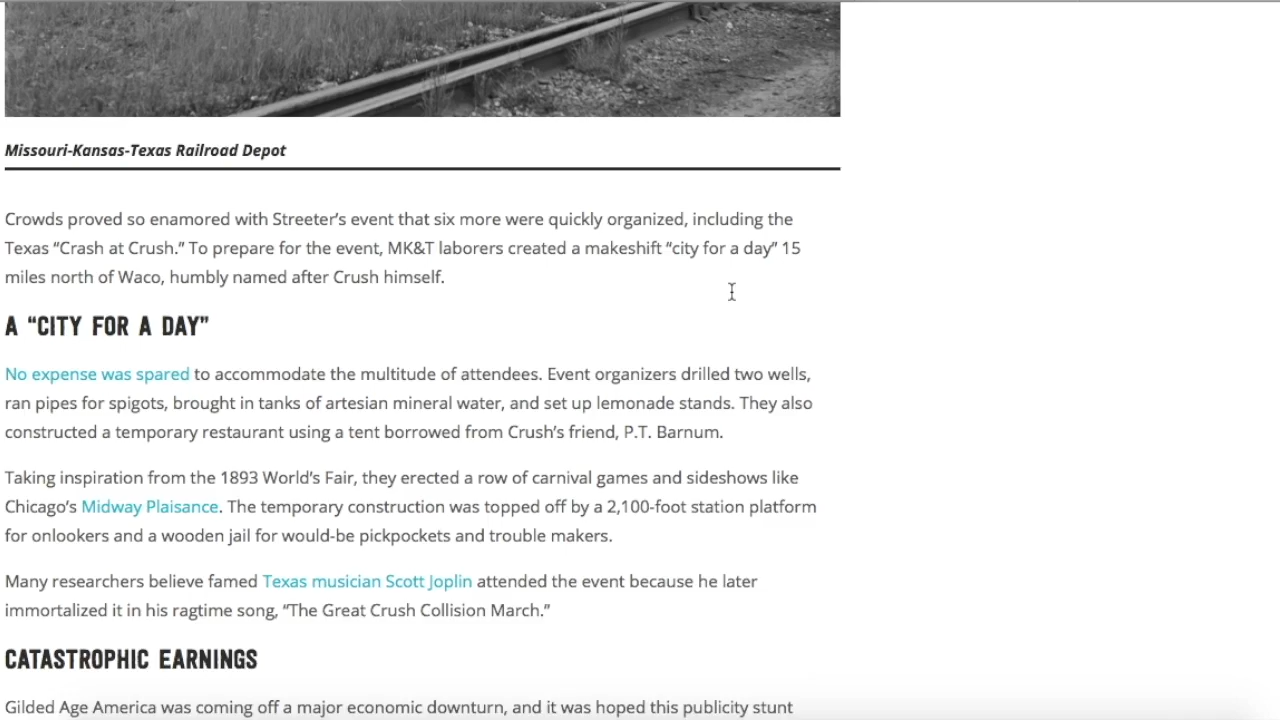 Missouri-Kansas-Texas Railroad Depot
Crowds proved so enamored with Streeter’s event that six more were quickly organized, including the
Texas “Crash at Crush.” To prepare for the event, MK&T laborers created a makeshift “city for a day” 15
miles north of Waco, humbly named after Crush himself.
A “CITY FOR A DAY”
No expense was spared to accommodate the multitude of attendees. Event organizers drilled two wells,
ran pipes for spigots, brought in tanks of artesian mineral water, and set up lemonade stands. They also
constructed a temporary restaurant using a tent borrowed from Crush’s friend, P.T. Barnum.
Taking inspiration from the 1893 World’s Fair, they erected a row of carnival games and sideshows like
Chicago’s Midway Plaisance. The temporary construction was topped off by a 2,100-foot station platform
for onlookers and a wooden jail for would-be pickpockets and trouble makers.
Many researchers believe famed Texas musician Scott Joplin attended the event because he later
immortalized it in his ragtime song, “The Great Crush Collision March.”
CATASTROPHIC EARNINGS
Gilded Age America was coming off a major economic downturn, and it was hoped this publicity stunt